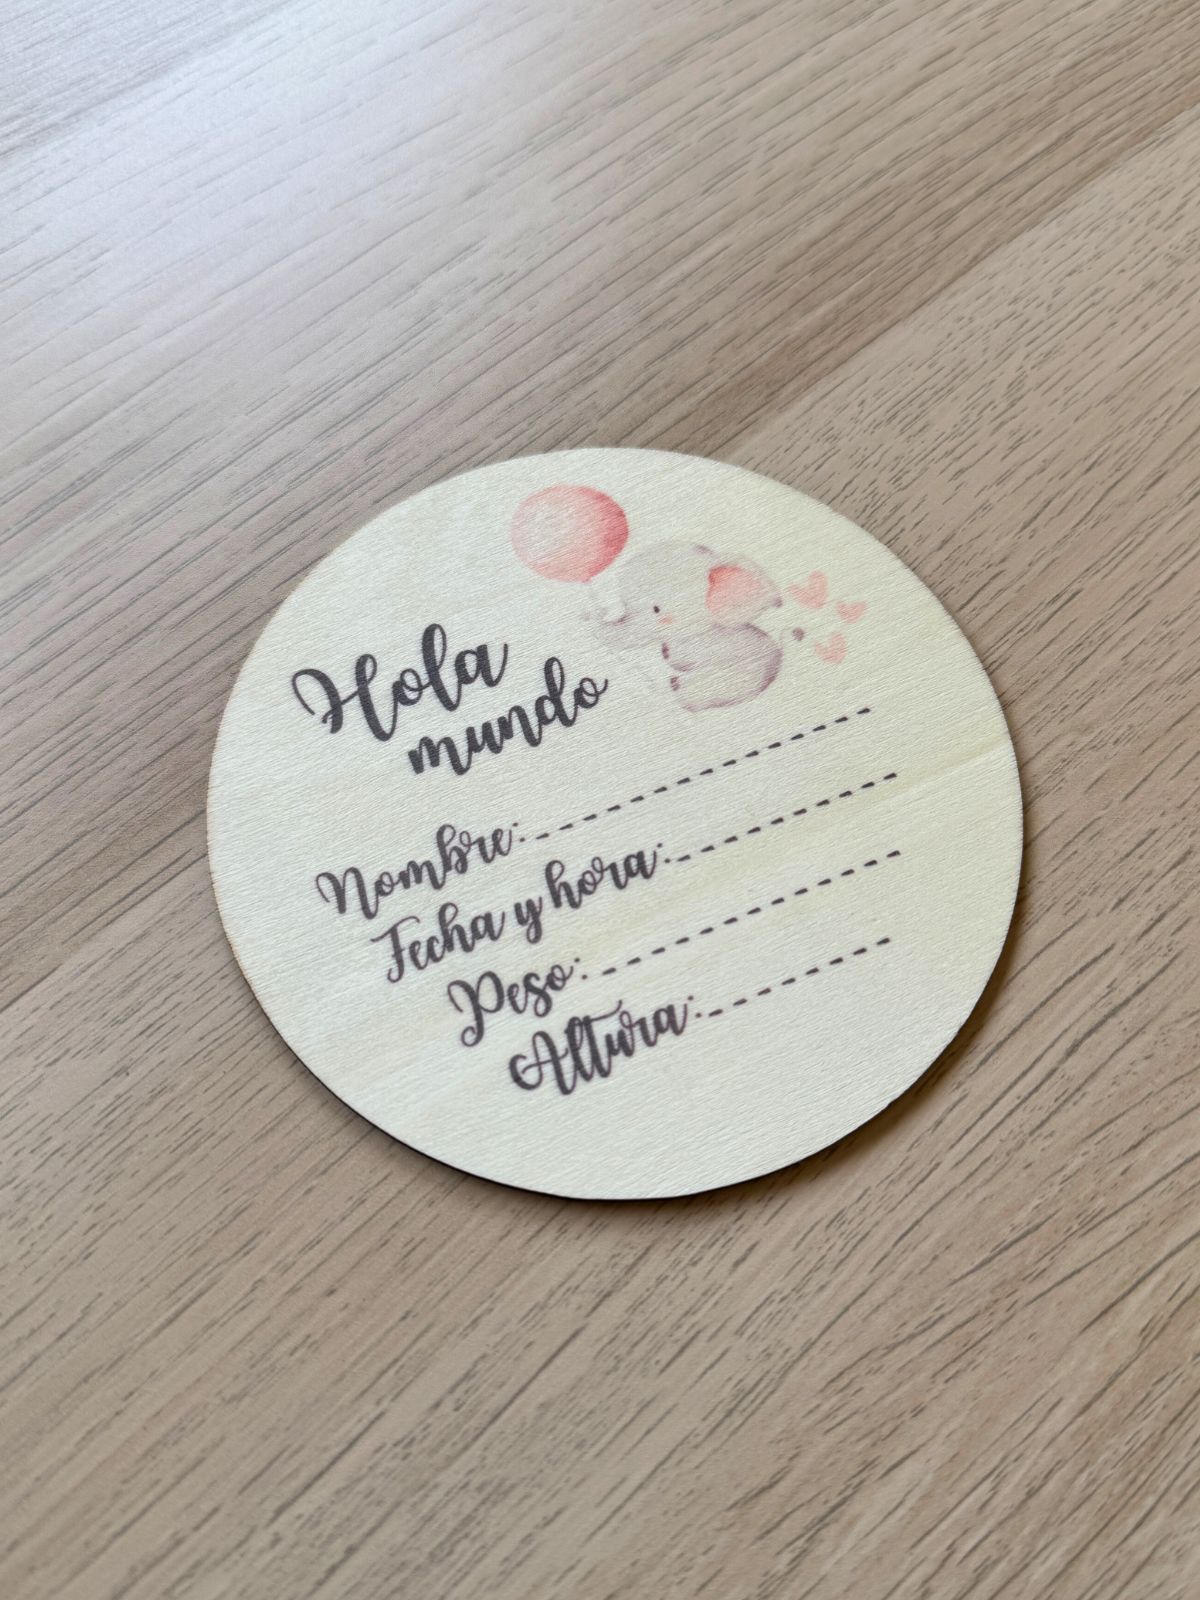 Hola
mundo
Nombre:
Fecha y hora:
Peso:
Altura: